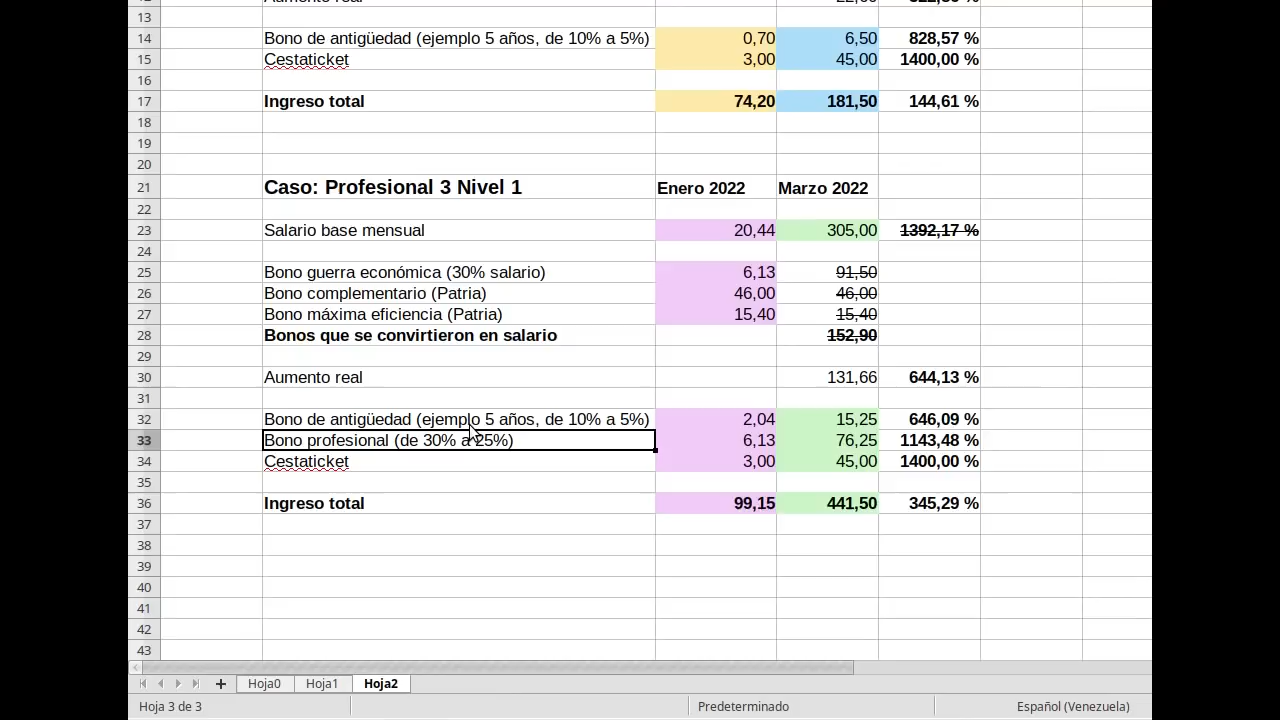 13
14 Bono de antigüedad (ejemplo 5 años, de 10% a 5%) 0,70 6,50 828,57 %
15 Cestaticket 3,00 45,00 1400,00 %
16
17 Ingreso total 74,20 181,50 144,61 %
18
19
20
21 Caso: Profesional 3 Nivel 1 Enero 2022 Marzo 2022
22
23 Salario base mensual 20,44 305,00 1392,17 %
24
25 Bono guerra económica (30% salario) 6,13 91,50
26 Bono complementario (Patria) 46,00 46,00
27 Bono máxima eficiencia (Patria) 15,40 15,40
28 Bonos que se convirtieron en salario 152,90
29
30 Aumento real 131,66 644,13 %
31
32 Bono de antigüedad (ejemplo 5 años, de 10% a 5%) 2,04 15,25 646,09 %
33 Bono profesional (de 30% a 25%) 6,13 76,25 1143,48 %
34 Cestaticket 3,00 45,00 1400,00 %
35
36 Ingreso total 99,15 441,50 345,29 %
37
38
39
40
41
42
43
Hoja0 Hoja1 Hoja2
Hoja 3 de 3 Predeterminado Español (Venezuela)